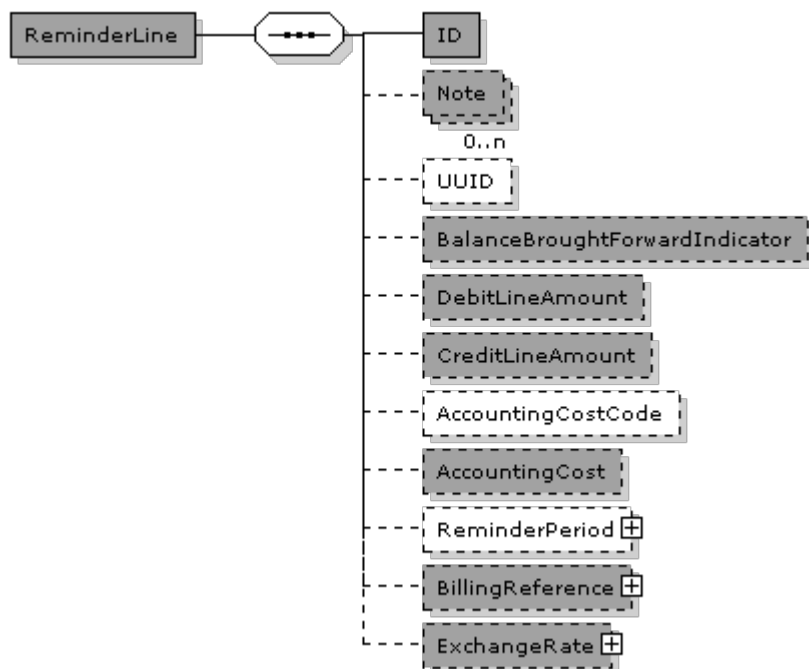 ReminderLine
ID
Note
0..n
UUID
BalanceBroughtForwardIndicator
DebitLineAmount
CreditLineAmount
AccountingCostCode
AccountingCost
ReminderPeriod
BillingReference
ExchangeRate